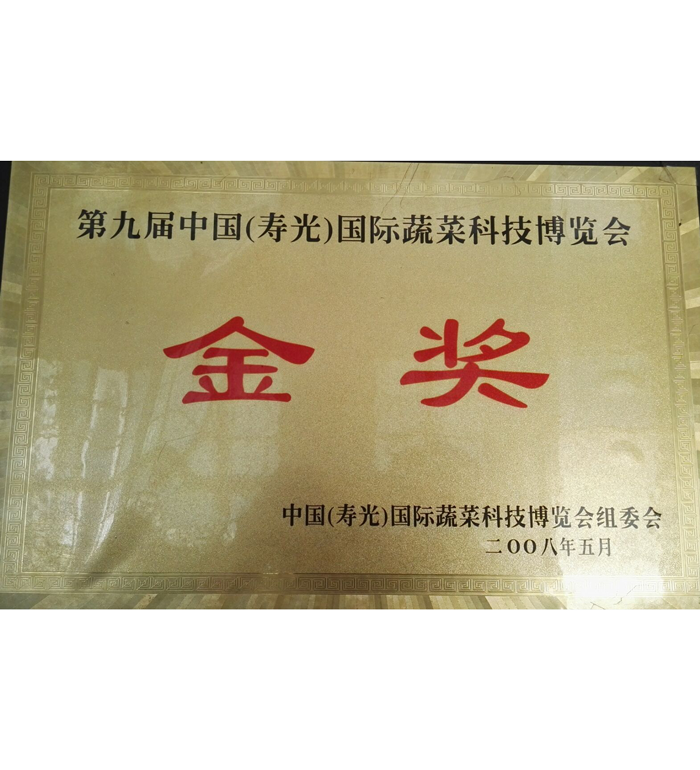 第九届中国(寿光)国际蔬菜科技博览会
金奖
中国(寿光)国际蔬菜科技博览会组委会
二OO八年五月